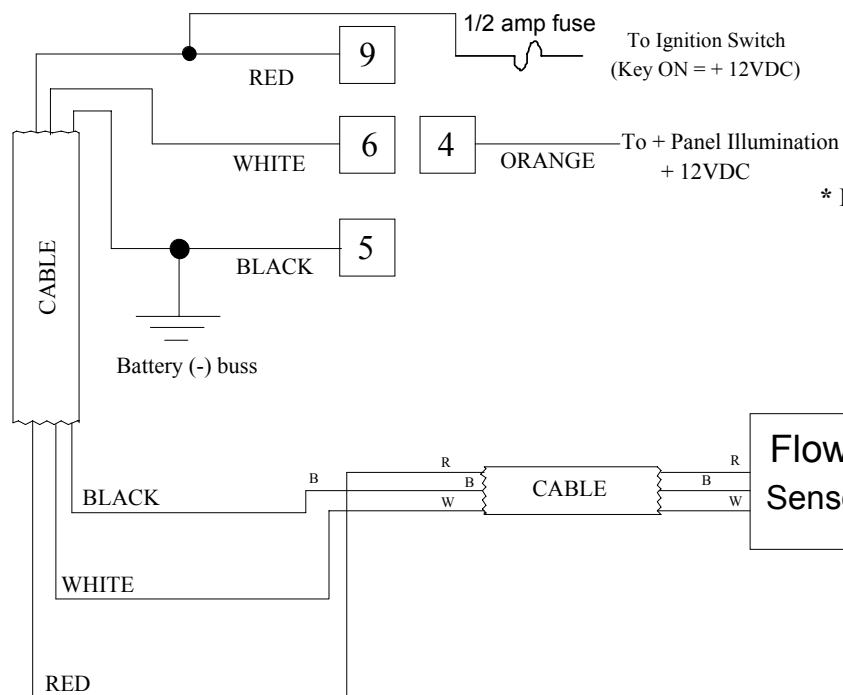 1/2 amp fuse
To Ignition Switch
(Key ON = + 12VDC)
9
RED
6
4
WHITE
ORANGE
To + Panel Illumination
+ 12VDC
*
5
BLACK
CABLE
Battery (-) buss
Flow
R
R
B
B
B
CABLE
BLACK
W
W
WHITE
RED